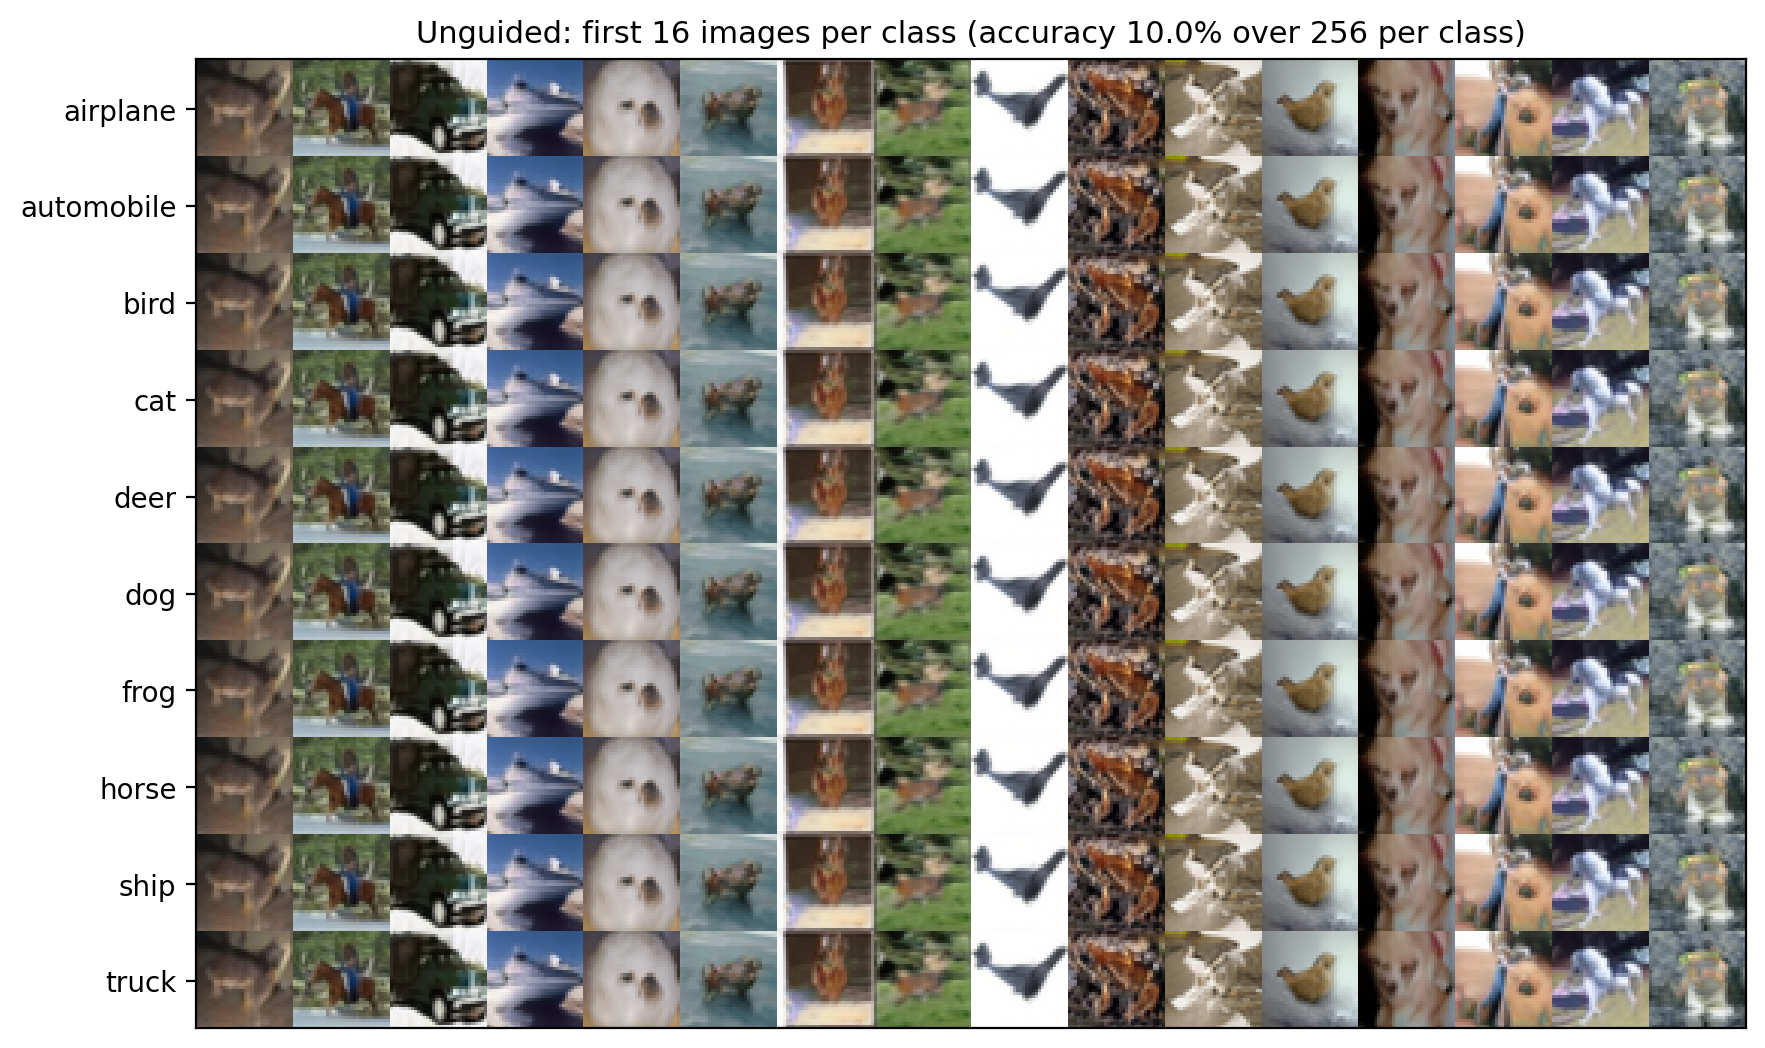 Unguided: first 16 images per class (accuracy 10.0% over 256 per class)
airplane
automobile
bird
cat
deer
dog
frog
horse
ship
truck